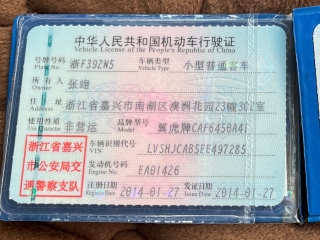 中华人民共和国机动车行驶证
Vehicle License of the People's Republic of China
号牌号码 浙F392N5 车辆类型 小型普通客车
Plate No. Vehicle Type
所有人 张翊
Owner
住址 浙江省嘉兴市南湖区澳洲花园23幢302室
Address
使用性质 非营运 品牌型号 翼虎牌CAF6450A41
Use Character Model
浙江省嘉兴
市公安局交
通警察支队
车辆识别代号 LVSHJCAB5EE497285
VIN
发动机号码 EA01426
Engine No.
注册日期 2014-01-27 发证日期 2014-01-27
Register Date Issue Date